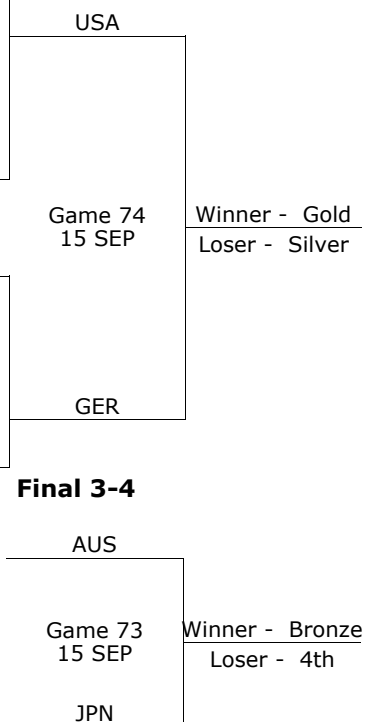 USA
Game 74
15 SEP
Winner - Gold
Loser - Silver
GER
Final 3-4
AUS
Game 73
15 SEP
Winner - Bronze
Loser - 4th
JPN